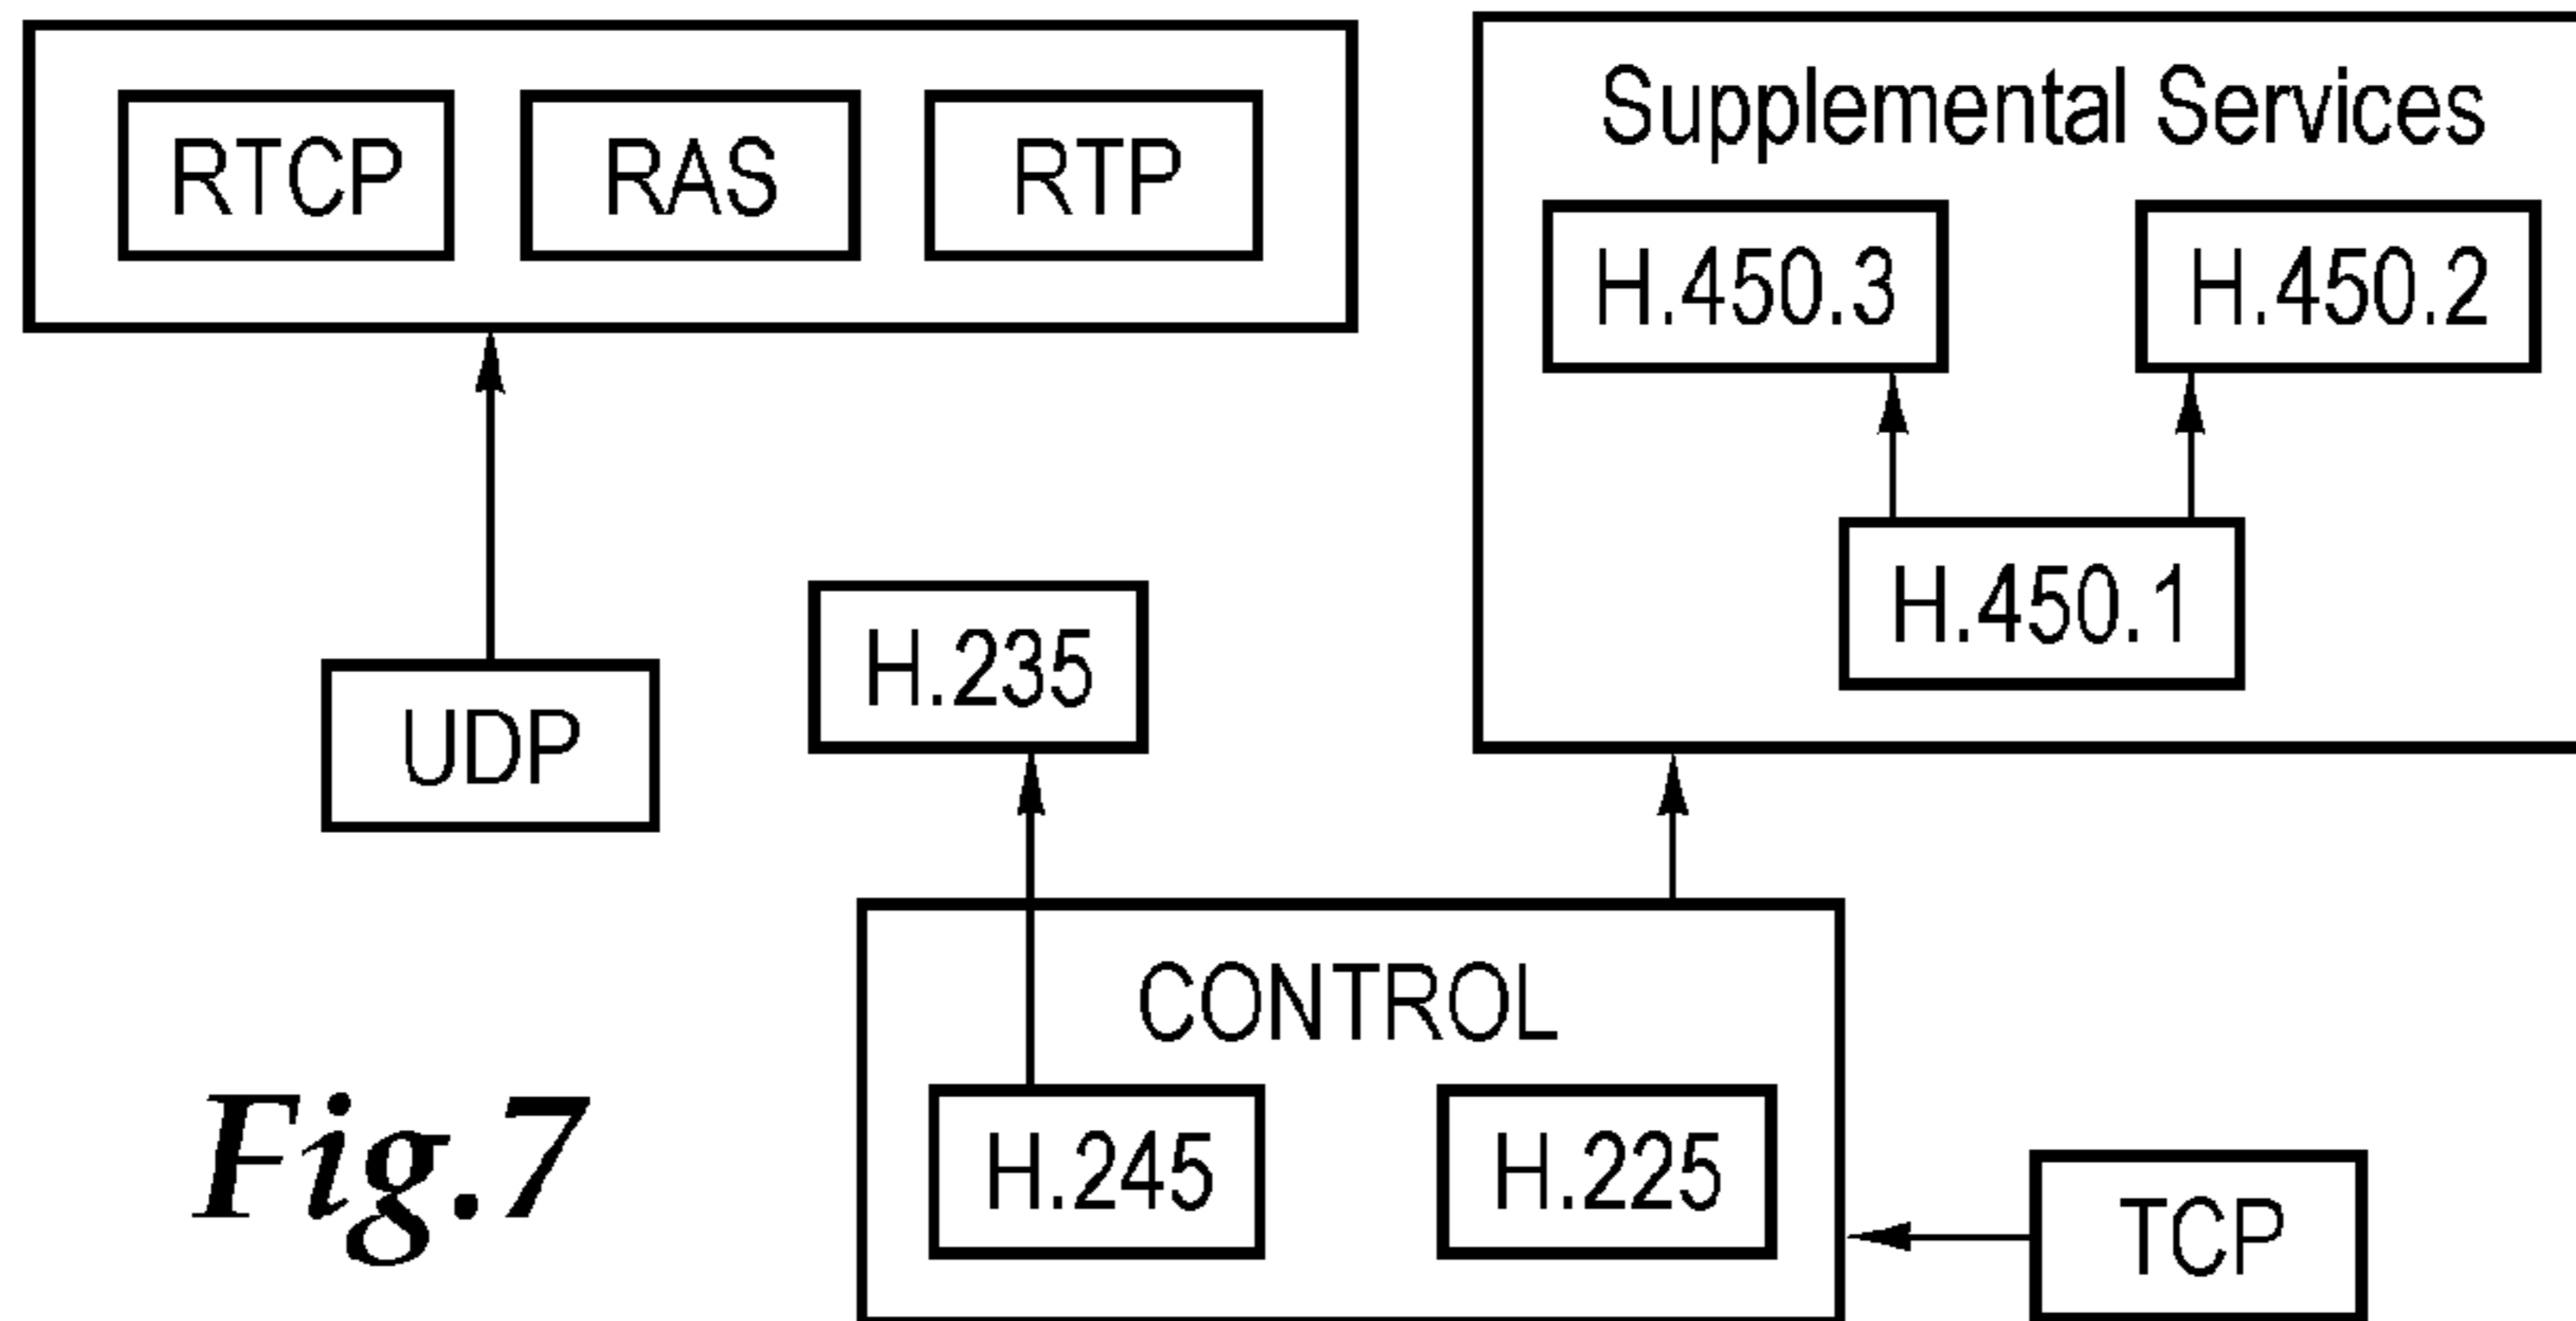 RTCP
RAS
RTP
Supplemental Services
H.450.3
H.450.2
H.450.1
H.235
UDP
CONTROL
H.245
H.225
TCP
Fig.7